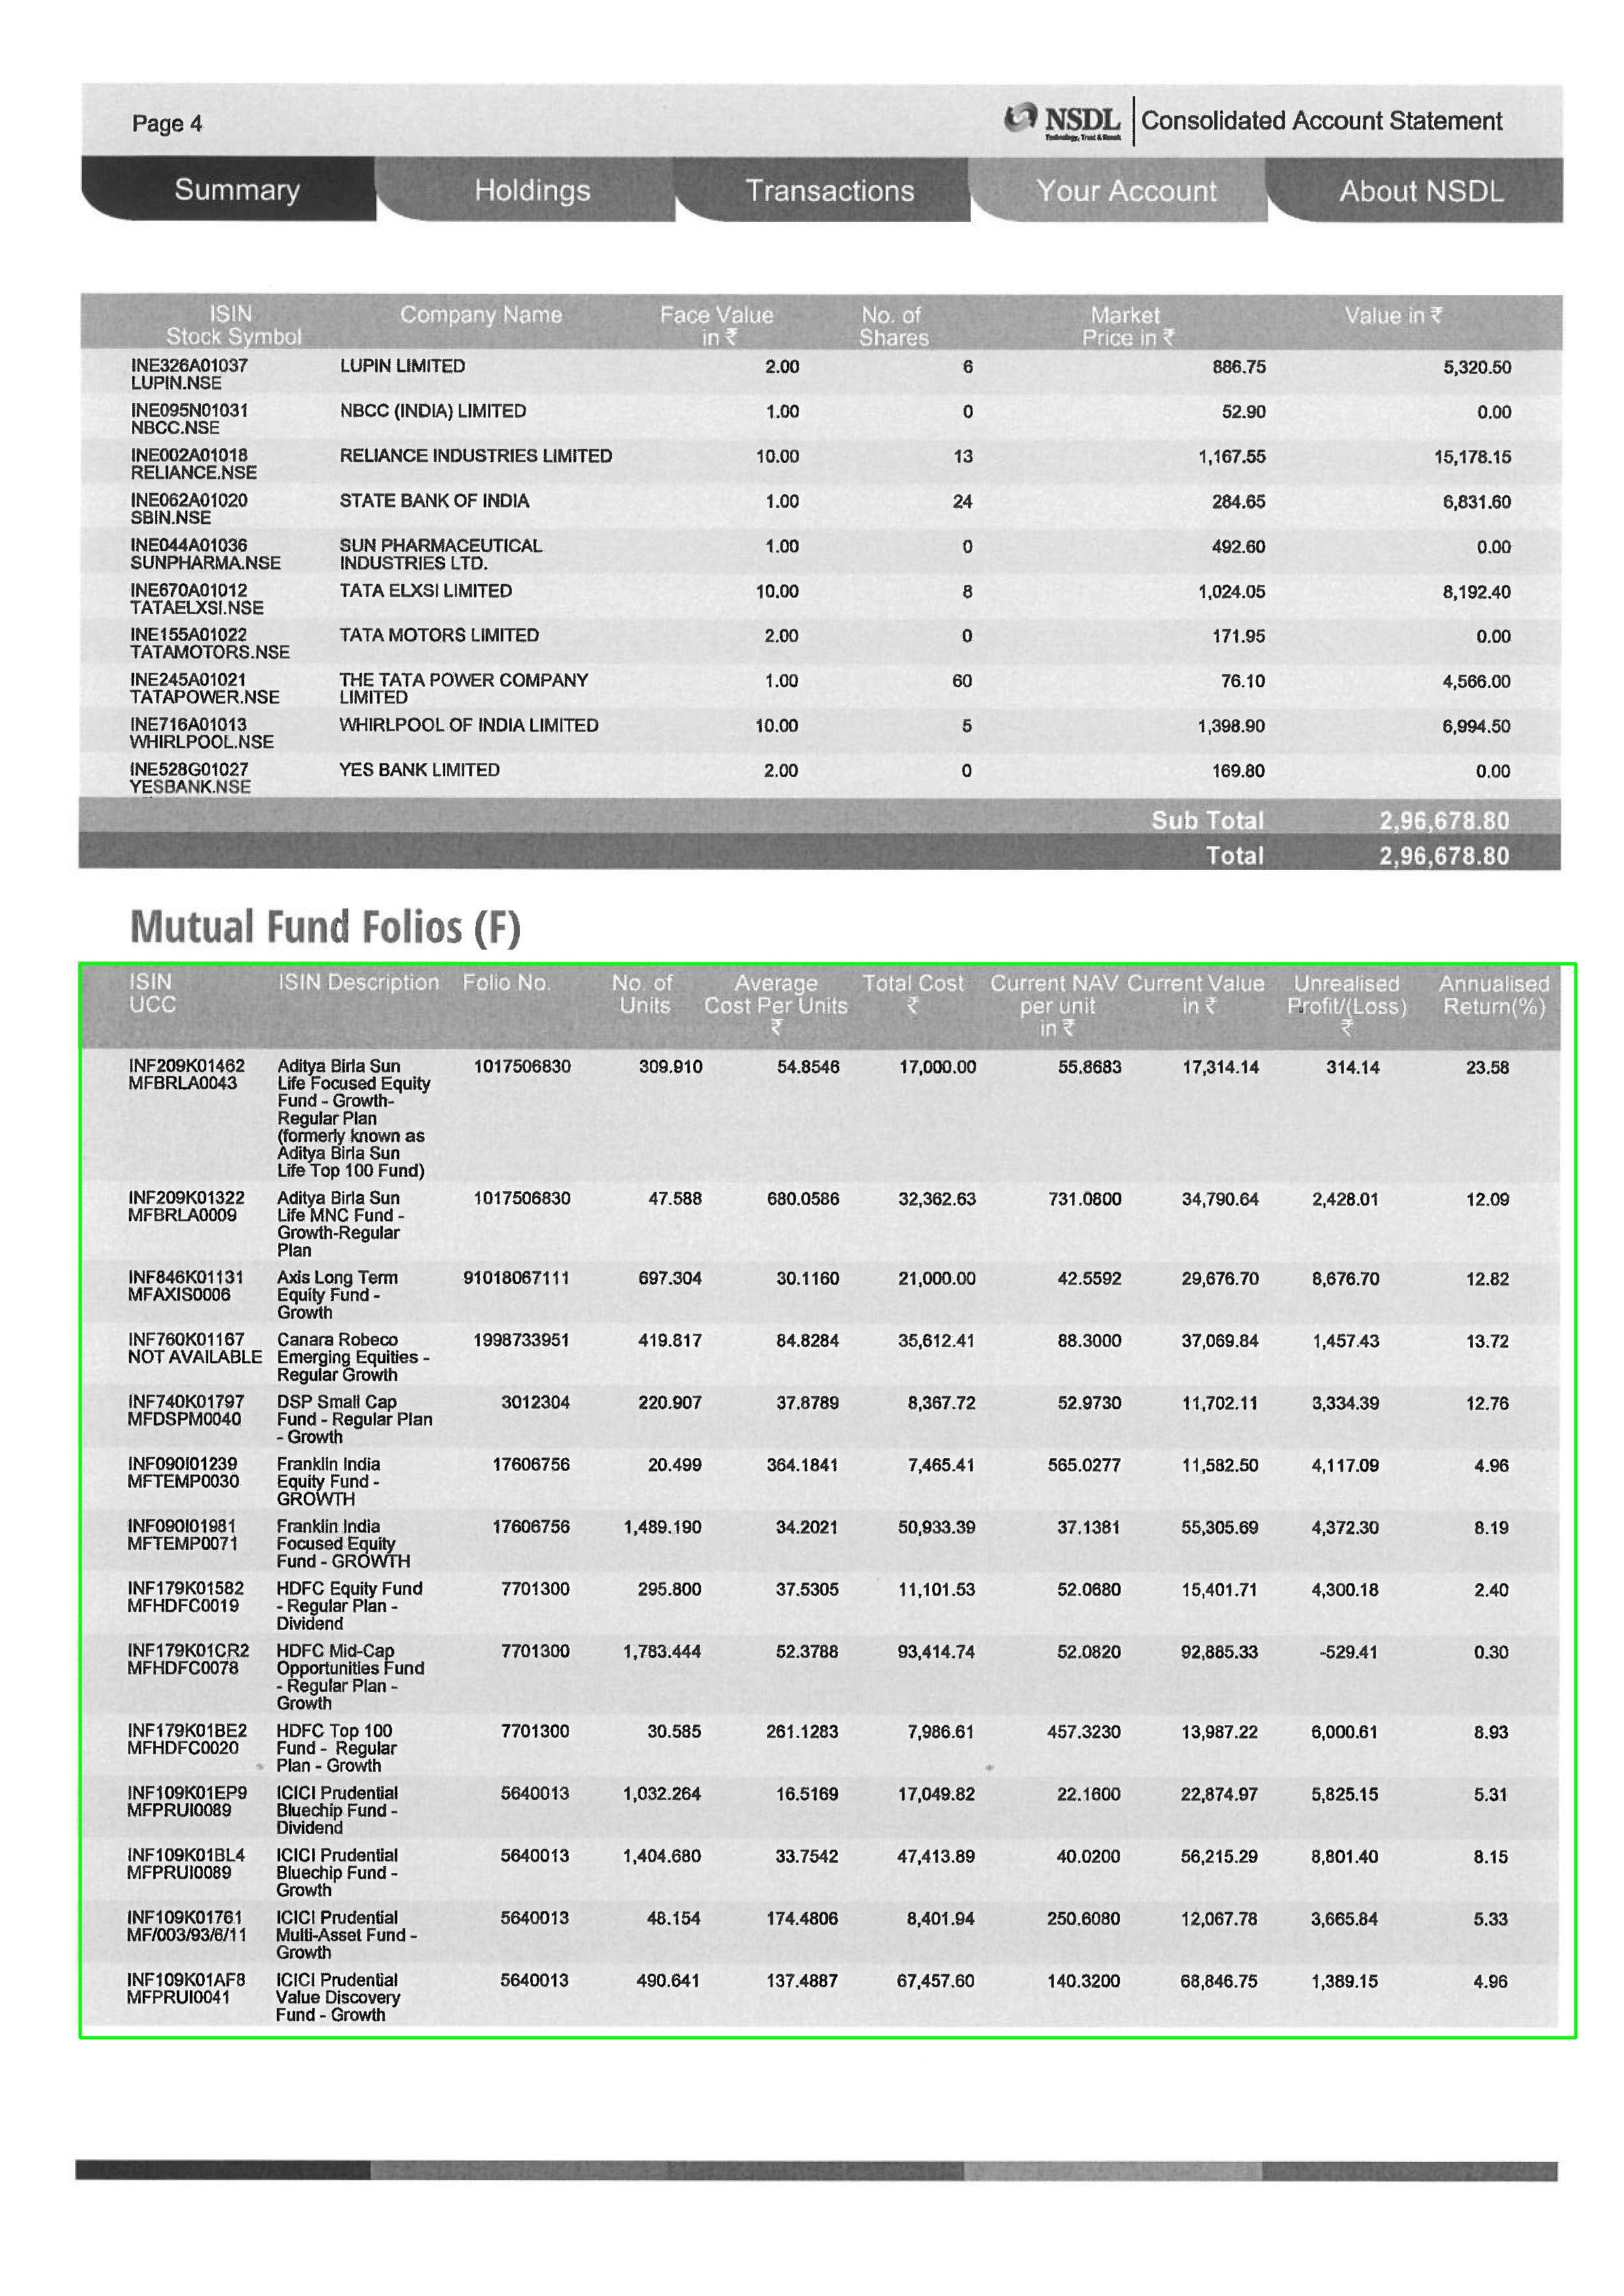 Page 4
NSDL Consolidated Account Statement
Technology, Trust & Reach
Summary Holdings Transactions Your Account About NSDL
ISIN Company Name Face Value No. of Market Value in ₹
Stock Symbol in ₹ Shares Price in ₹
INE326A01037 LUPIN LIMITED 2.00 6 886.75 5,320.50
LUPIN.NSE
INE095N01031 NBCC (INDIA) LIMITED 1.00 0 52.90 0.00
NBCC.NSE
INE002A01018 RELIANCE INDUSTRIES LIMITED 10.00 13 1,167.55 15,178.15
RELIANCE.NSE
INE062A01020 STATE BANK OF INDIA 1.00 24 284.65 6,831.60
SBIN.NSE
INE044A01036 SUN PHARMACEUTICAL 1.00 0 492.60 0.00
SUNPHARMA.NSE INDUSTRIES LTD.
INE670A01012 TATA ELXSI LIMITED 10.00 8 1,024.05 8,192.40
TATAELXSI.NSE
INE155A01022 TATA MOTORS LIMITED 2.00 0 171.95 0.00
TATAMOTORS.NSE
INE245A01021 THE TATA POWER COMPANY 1.00 60 76.10 4,566.00
TATAPOWER.NSE LIMITED
INE716A01013 WHIRLPOOL OF INDIA LIMITED 10.00 5 1,398.90 6,994.50
WHIRLPOOL.NSE
INE528G01027 YES BANK LIMITED 2.00 0 169.80 0.00
YESBANK.NSE
Sub Total 2,96,678.80
Total 2,96,678.80
Mutual Fund Folios (F)
ISIN ISIN Description Folio No. No. of Average Total Cost Current NAV Current Value Unrealised Annualised
UCC Units Cost Per Units ₹ per unit in ₹ Profit/(Loss) Return(%)
₹ in ₹ ₹
INF209K01462 Aditya Birla Sun 1017506830 309.910 54.8546 17,000.00 55.8683 17,314.14 314.14 23.58
MFBRLA0043 Life Focused Equity
Fund - Growth-
Regular Plan
(formerly known as
Aditya Birla Sun
Life Top 100 Fund)
INF209K01322 Aditya Birla Sun 1017506830 47.588 680.0586 32,362.63 731.0800 34,790.64 2,428.01 12.09
MFBRLA0009 Life MNC Fund -
Growth-Regular
Plan
INF846K01131 Axis Long Term 91018067111 697.304 30.1160 21,000.00 42.5592 29,676.70 8,676.70 12.82
MFAXIS0006 Equity Fund -
Growth
INF760K01167 Canara Robeco 1998733951 419.817 84.8284 35,612.41 88.3000 37,069.84 1,457.43 13.72
NOT AVAILABLE Emerging Equities -
Regular Growth
INF740K01797 DSP Small Cap 3012304 220.907 37.8789 8,367.72 52.9730 11,702.11 3,334.39 12.76
MFDSPM0040 Fund - Regular Plan
- Growth
INF090I01239 Franklin India 17606756 20.499 364.1841 7,465.41 565.0277 11,582.50 4,117.09 4.96
MFTEMP0030 Equity Fund -
GROWTH
INF090I01981 Franklin India 17606756 1,489.190 34.2021 50,933.39 37.1381 55,305.69 4,372.30 8.19
MFTEMP0071 Focused Equity
Fund - GROWTH
INF179K01582 HDFC Equity Fund 7701300 295.800 37.5305 11,101.53 52.0680 15,401.71 4,300.18 2.40
MFHDFC0019 - Regular Plan -
Dividend
INF179K01CR2 HDFC Mid-Cap 7701300 1,783.444 52.3788 93,414.74 52.0820 92,885.33 -529.41 0.30
MFHDFC0078 Opportunities Fund
- Regular Plan -
Growth
INF179K01BE2 HDFC Top 100 7701300 30.585 261.1283 7,986.61 457.3230 13,987.22 6,000.61 8.93
MFHDFC0020 Fund - Regular
Plan - Growth
INF109K01EP9 ICICI Prudential 5640013 1,032.264 16.5169 17,049.82 22.1600 22,874.97 5,825.15 5.31
MFPRUI0089 Bluechip Fund -
Dividend
INF109K01BL4 ICICI Prudential 5640013 1,404.680 33.7542 47,413.89 40.0200 56,215.29 8,801.40 8.15
MFPRUI0089 Bluechip Fund -
Growth
INF109K01761 ICICI Prudential 5640013 48.154 174.4806 8,401.94 250.6080 12,067.78 3,665.84 5.33
MF/003/93/6/11 Multi-Asset Fund -
Growth
INF109K01AF8 ICICI Prudential 5640013 490.641 137.4887 67,457.60 140.3200 68,846.75 1,389.15 4.96
MFPRUI0041 Value Discovery
Fund - Growth